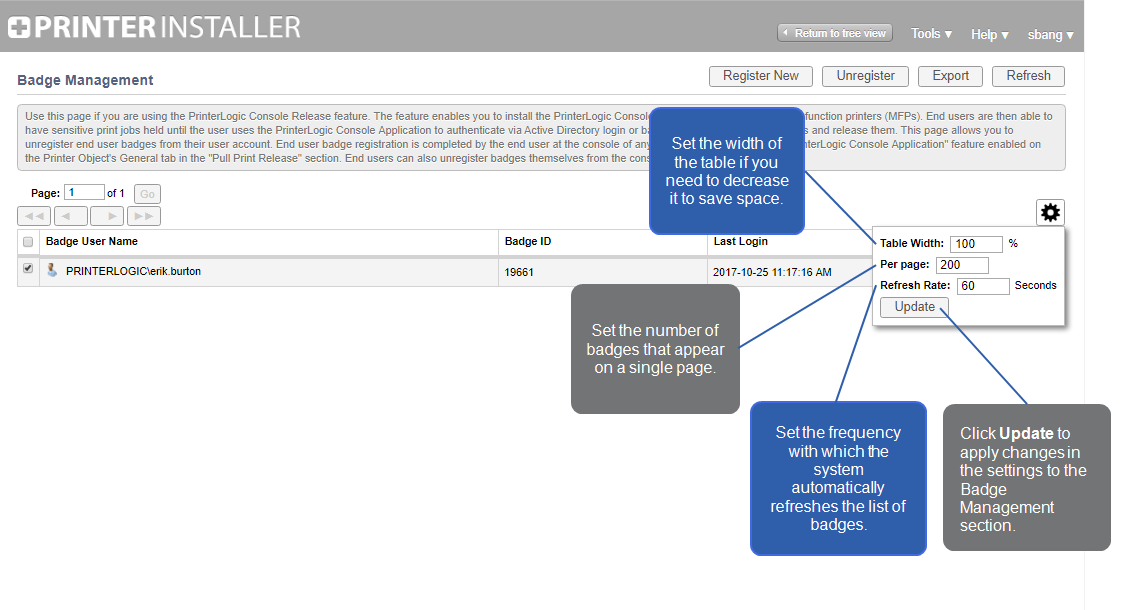 PRINTER INSTALLER
Return to tree view
Tools ▼
Help ▼
sbang ▼
Badge Management
Register New
Unregister
Export
Refresh
Use this page if you are using the PrinterLogic Console Release feature. The feature enables you to install the PrinterLogic Conso
function printers (MFPs). End users are then able to
have sensitive print jobs held until the user uses the PrinterLogic Console Application to authenticate via Active Directory login or b
s and release them. This page allows you to
unregister end user badges from their user account. End user badge registration is completed by the end user at the console of any
nterLogic Console Application" feature enabled on
the Printer Object's General tab in the "Pull Print Release" section. End users can also unregister badges themselves from the cons
Set the width of
the table if you
need to decrease
it to save space.
Page: 1 of 1 Go
Badge User Name
Badge ID
Last Login
PRINTERLOGIC\erik.burton
19661
2017-10-25 11:17:16 AM
Table Width: 100 %
Per page: 200
Refresh Rate: 60 Seconds
Update
Set the number of
badges that appear
on a single page.
Set the frequency
with which the
system
automatically
refreshes the list of
badges.
Click Update to
apply changes in
the settings to the
Badge
Management
section.